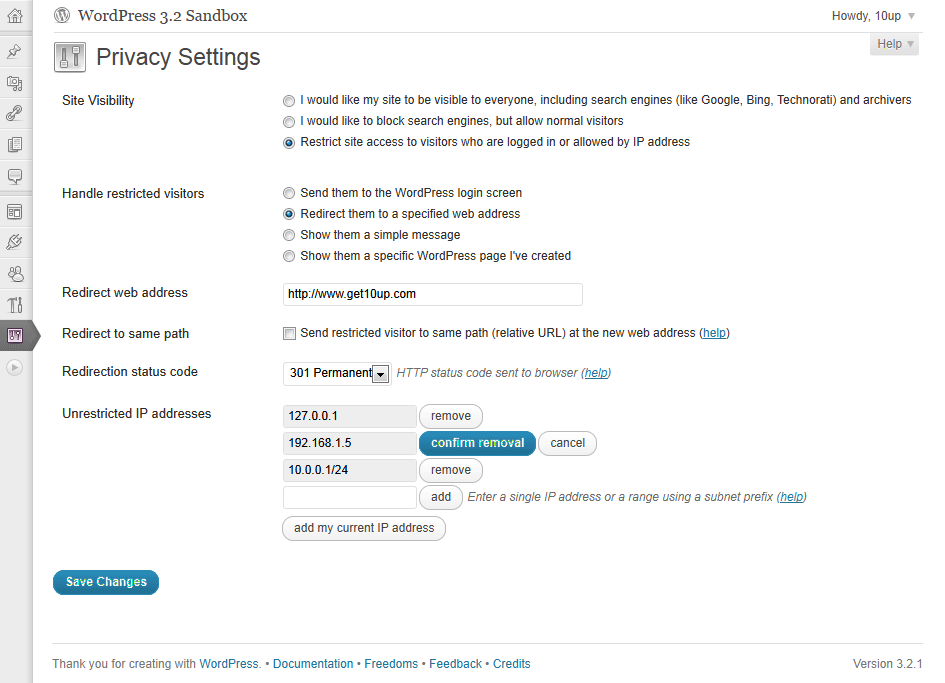 WordPress 3.2 Sandbox
Howdy, 10up
Help
Privacy Settings
Site Visibility
I would like my site to be visible to everyone, including search engines (like Google, Bing, Technorati) and archivers
I would like to block search engines, but allow normal visitors
Restrict site access to visitors who are logged in or allowed by IP address
Handle restricted visitors
Send them to the WordPress login screen
Redirect them to a specified web address
Show them a simple message
Show them a specific WordPress page I've created
Redirect web address
http://www.get10up.com
Redirect to same path
Send restricted visitor to same path (relative URL) at the new web address (help)
Redirection status code
301 Permanent
HTTP status code sent to browser (help)
Unrestricted IP addresses
127.0.0.1
remove
192.168.1.5
confirm removal
cancel
10.0.0.1/24
remove
add
Enter a single IP address or a range using a subnet prefix (help)
add my current IP address
Save Changes
Thank you for creating with WordPress. • Documentation • Freedoms • Feedback • Credits
Version 3.2.1